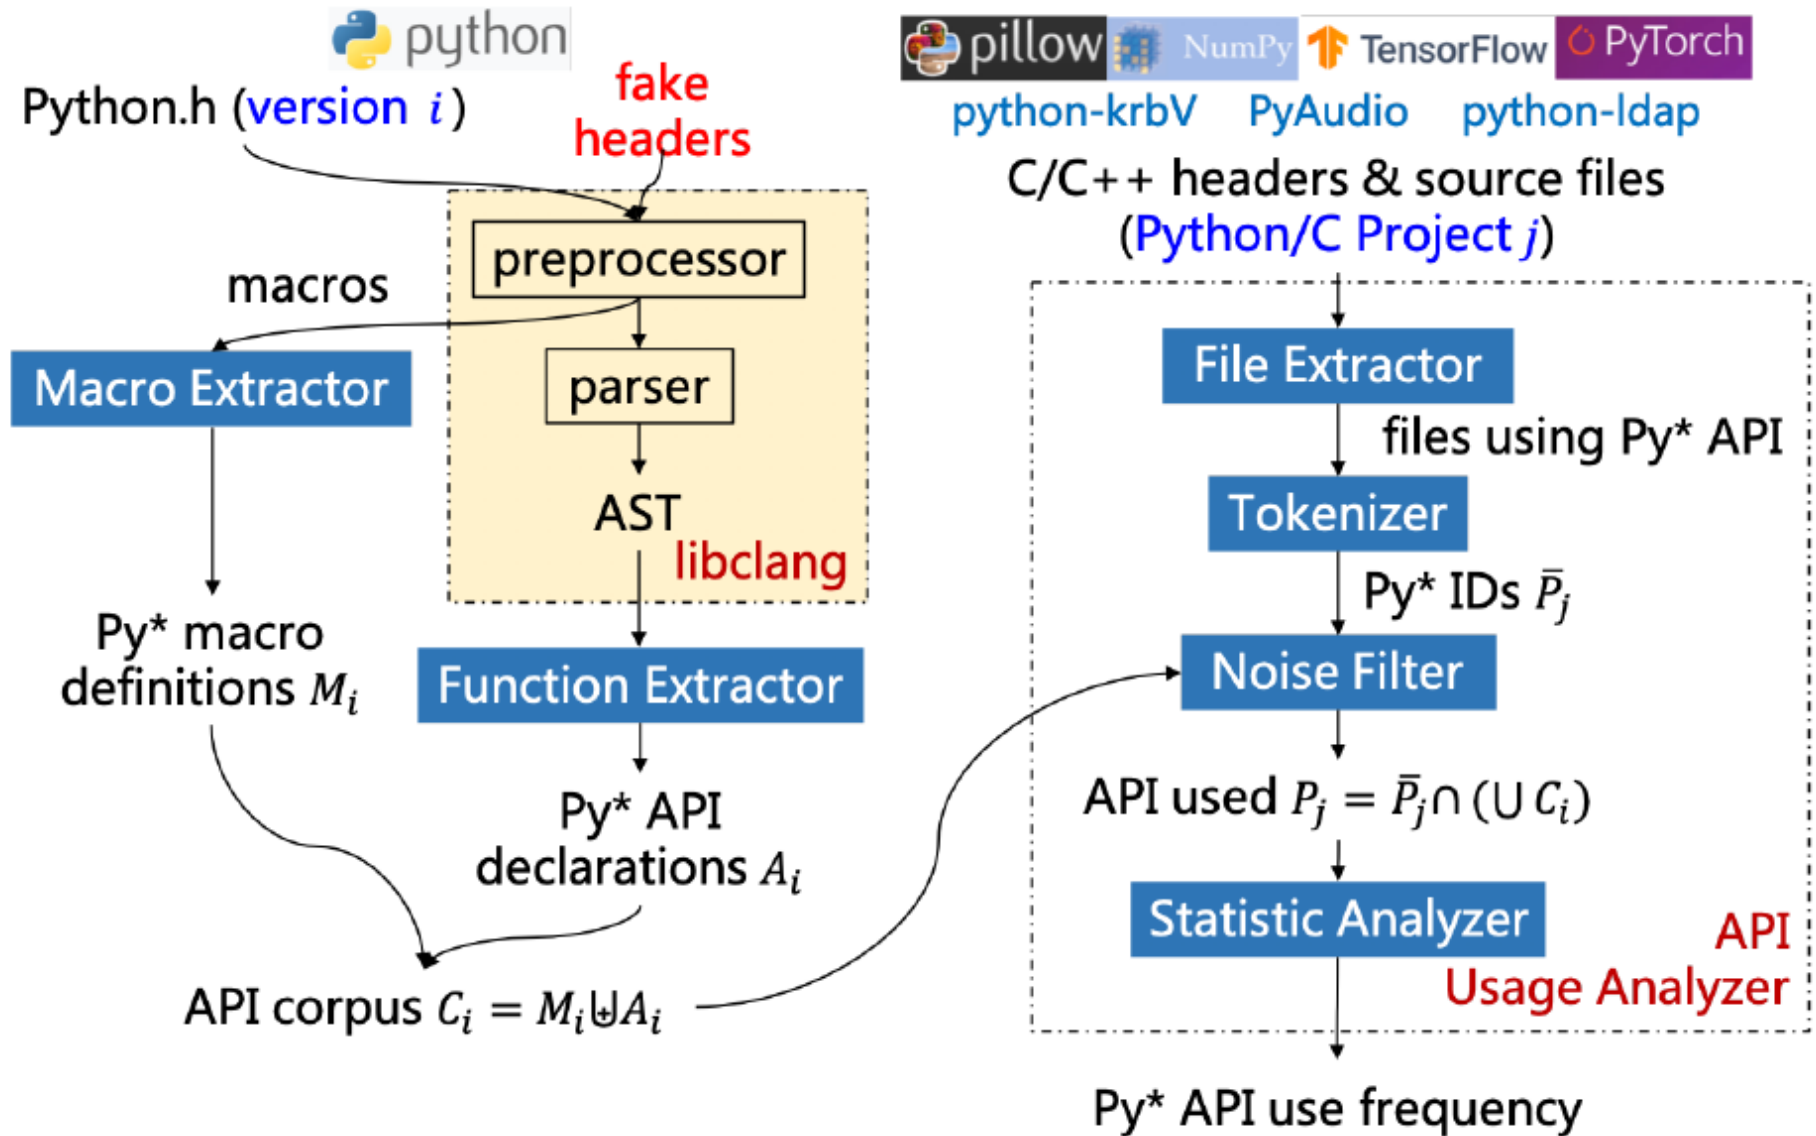 python
Python.h (version i)
fake
headers
preprocessor
macros
Macro Extractor
parser
AST
libclang
Py* macro
definitions Mᵢ
Function Extractor
Py* API
declarations Aᵢ
API corpus Cᵢ = Mᵢ⊎Aᵢ
pillow NumPy TensorFlow PyTorch
python-krbV PyAudio python-ldap
C/C++ headers & source files
(Python/C Project j)
File Extractor
files using Py* API
Tokenizer
Py* IDs P̄ⱼ
Noise Filter
API used Pⱼ = P̄ⱼ∩(∪ Cᵢ)
Statistic Analyzer
API
Usage Analyzer
Py* API use frequency